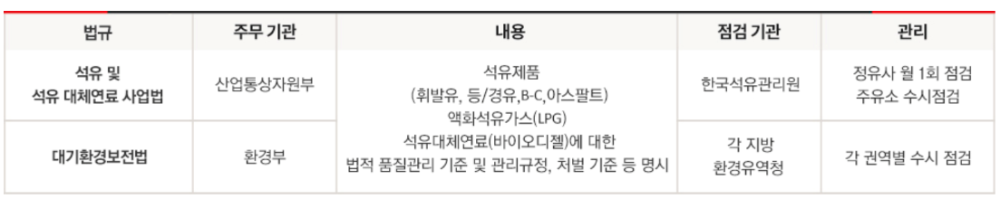 법규 주무 기관 내용 점검 기관 관리
석유 및
석유 대체연료 사업법
산업통상자원부
석유제품
(휘발유, 등/경유,B-C,아스팔트)
액화석유가스(LPG)
석유대체연료(바이오디젤)에 대한
법적 품질관리 기준 및 관리규정, 처벌 기준 등 명시
한국석유관리원
정유사 월 1회 점검
주유소 수시점검
대기환경보전법
환경부
각 지방
환경유역청
각 권역별 수시 점검